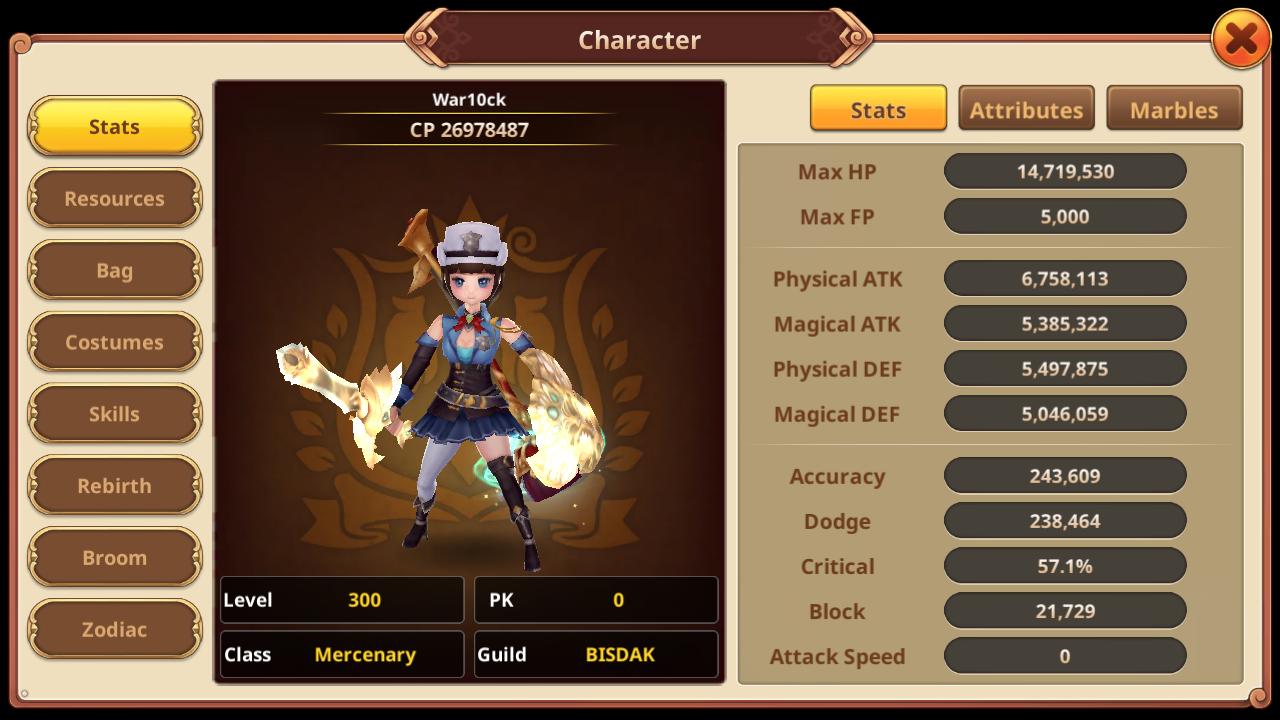 Character
Stats
Resources
Bag
Costumes
Skills
Rebirth
Broom
Zodiac
War10ck
CP 26978487
Level 300
PK 0
Class Mercenary
Guild BISDAK
Stats Attributes Marbles
Max HP 14,719,530
Max FP 5,000
Physical ATK 6,758,113
Magical ATK 5,385,322
Physical DEF 5,497,875
Magical DEF 5,046,059
Accuracy 243,609
Dodge 238,464
Critical 57.1%
Block 21,729
Attack Speed 0